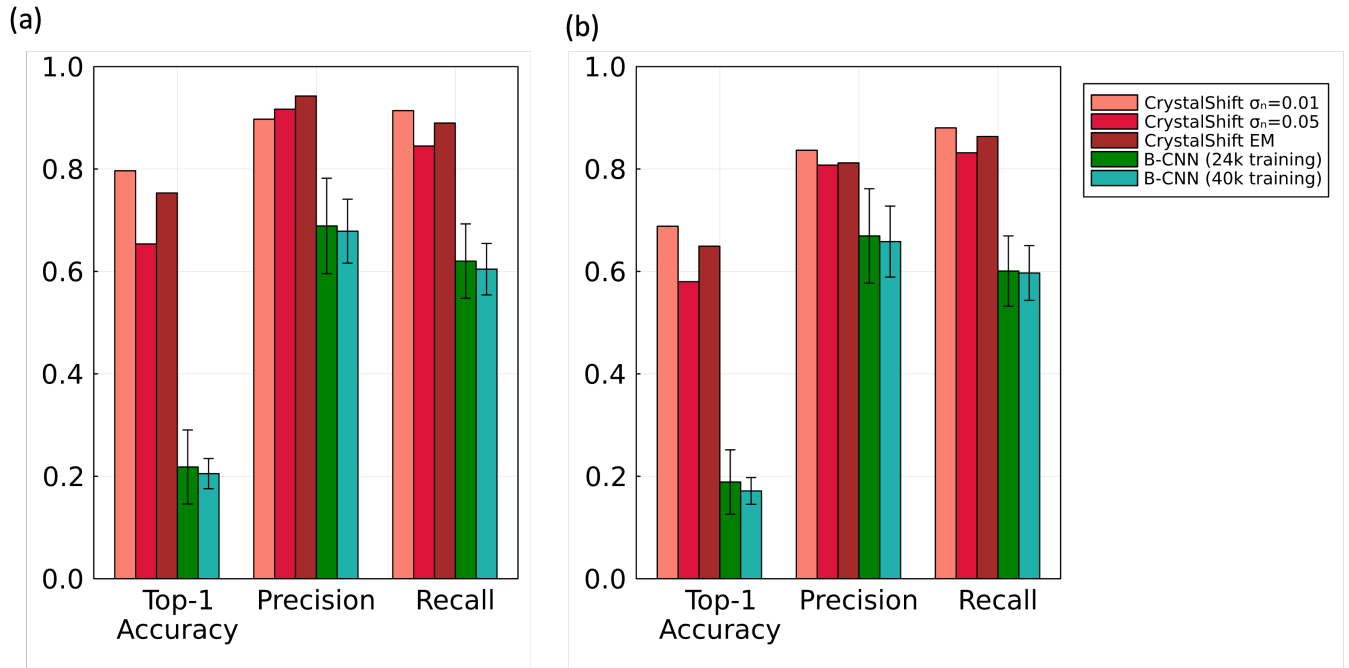 (a)
1.0
0.8
0.6
0.4
0.2
0.0
Top-1
Accuracy
Precision
Recall
(b)
1.0
0.8
0.6
0.4
0.2
0.0
Top-1
Accuracy
Precision
Recall
CrystalShift σₙ=0.01
CrystalShift σₙ=0.05
CrystalShift EM
B-CNN (24k training)
B-CNN (40k training)